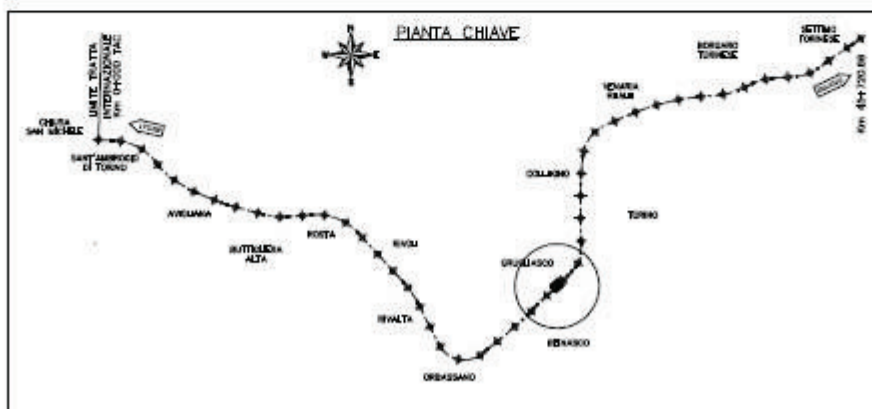 PIANTA CHIAVE
N
W
E
S
SETTIMO
TORINESE
BORGARO
TORINESE
VENARIA
REALE
LIMITE TRATTA
INTERNAZIONALE
CHIUSA
SAN MICHELE
SANT'AMBROGIO
DI TORINO
COLLEGNO
AVIGLIANA
TORINO
ROSTA
BUTTIGLIERA
ALTA
RIVOLI
GRUGLIASCO
RIVALTA
BEINASCO
ORBASSANO